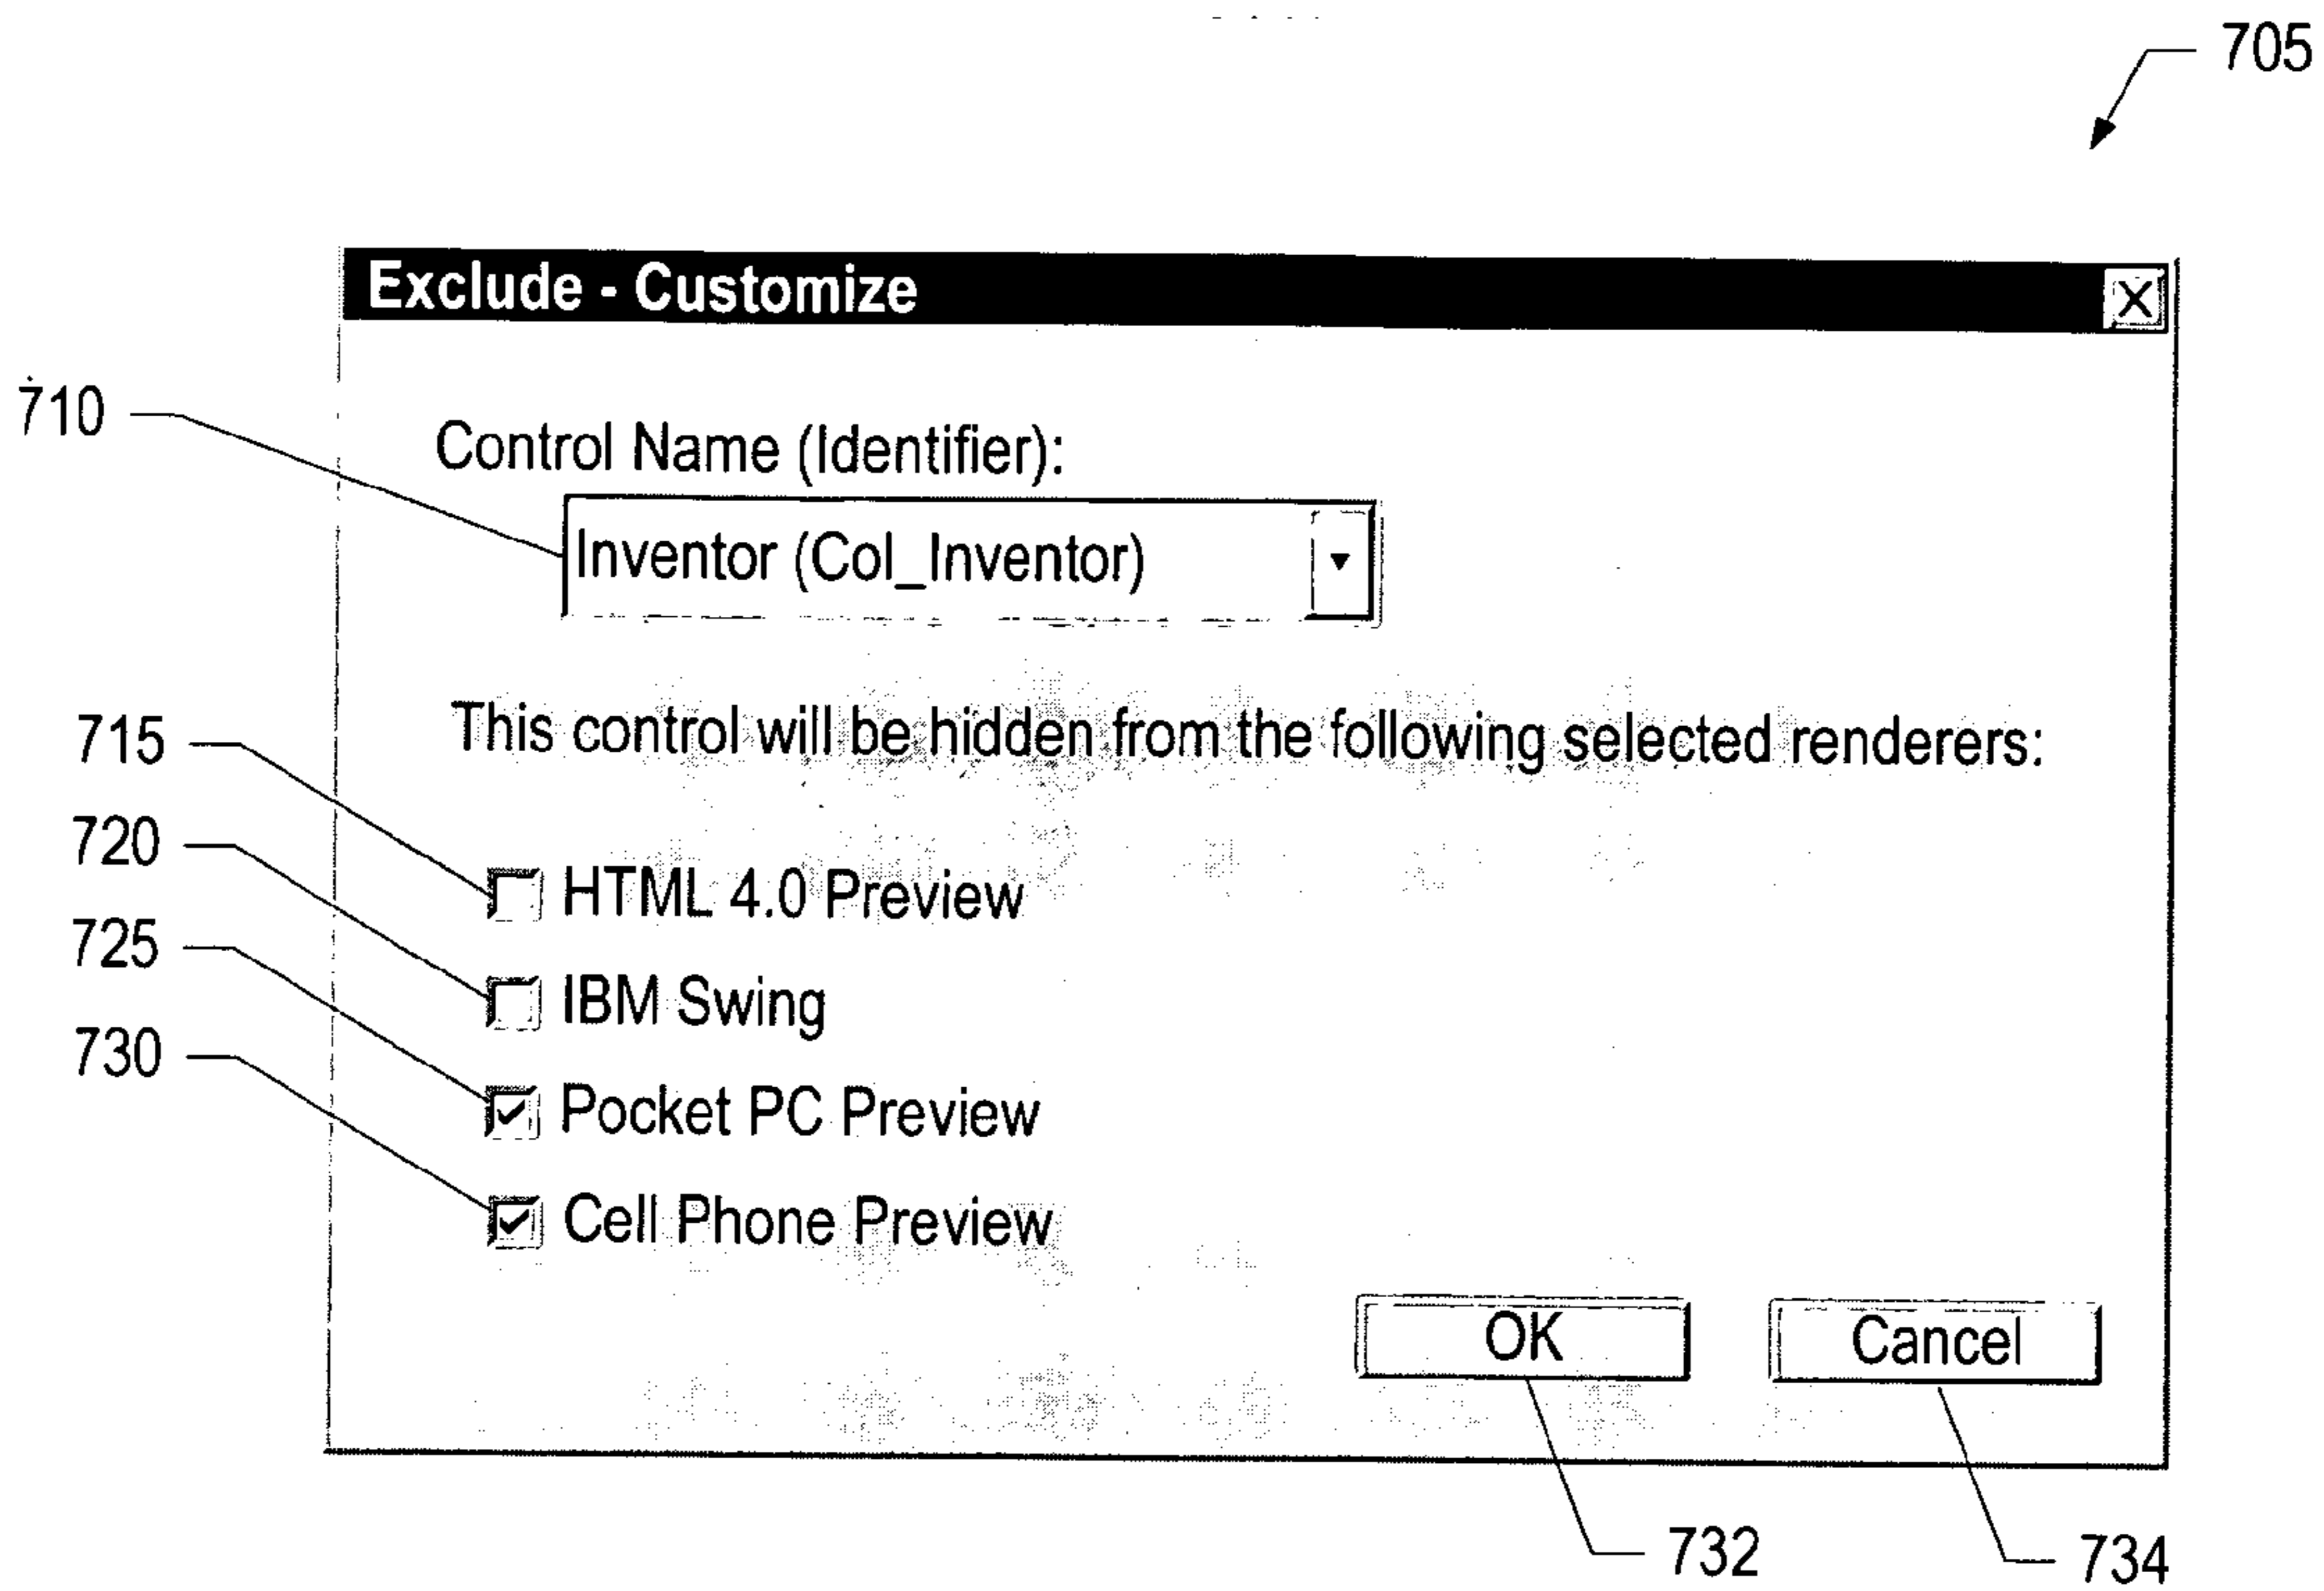 705
Exclude - Customize
710
Control Name (Identifier):
Inventor (Col_Inventor)
This control will be hidden from the following selected renderers:
715
720
HTML 4.0 Preview
725
IBM Swing
730
Pocket PC Preview
Cell Phone Preview
OK
Cancel
732
734